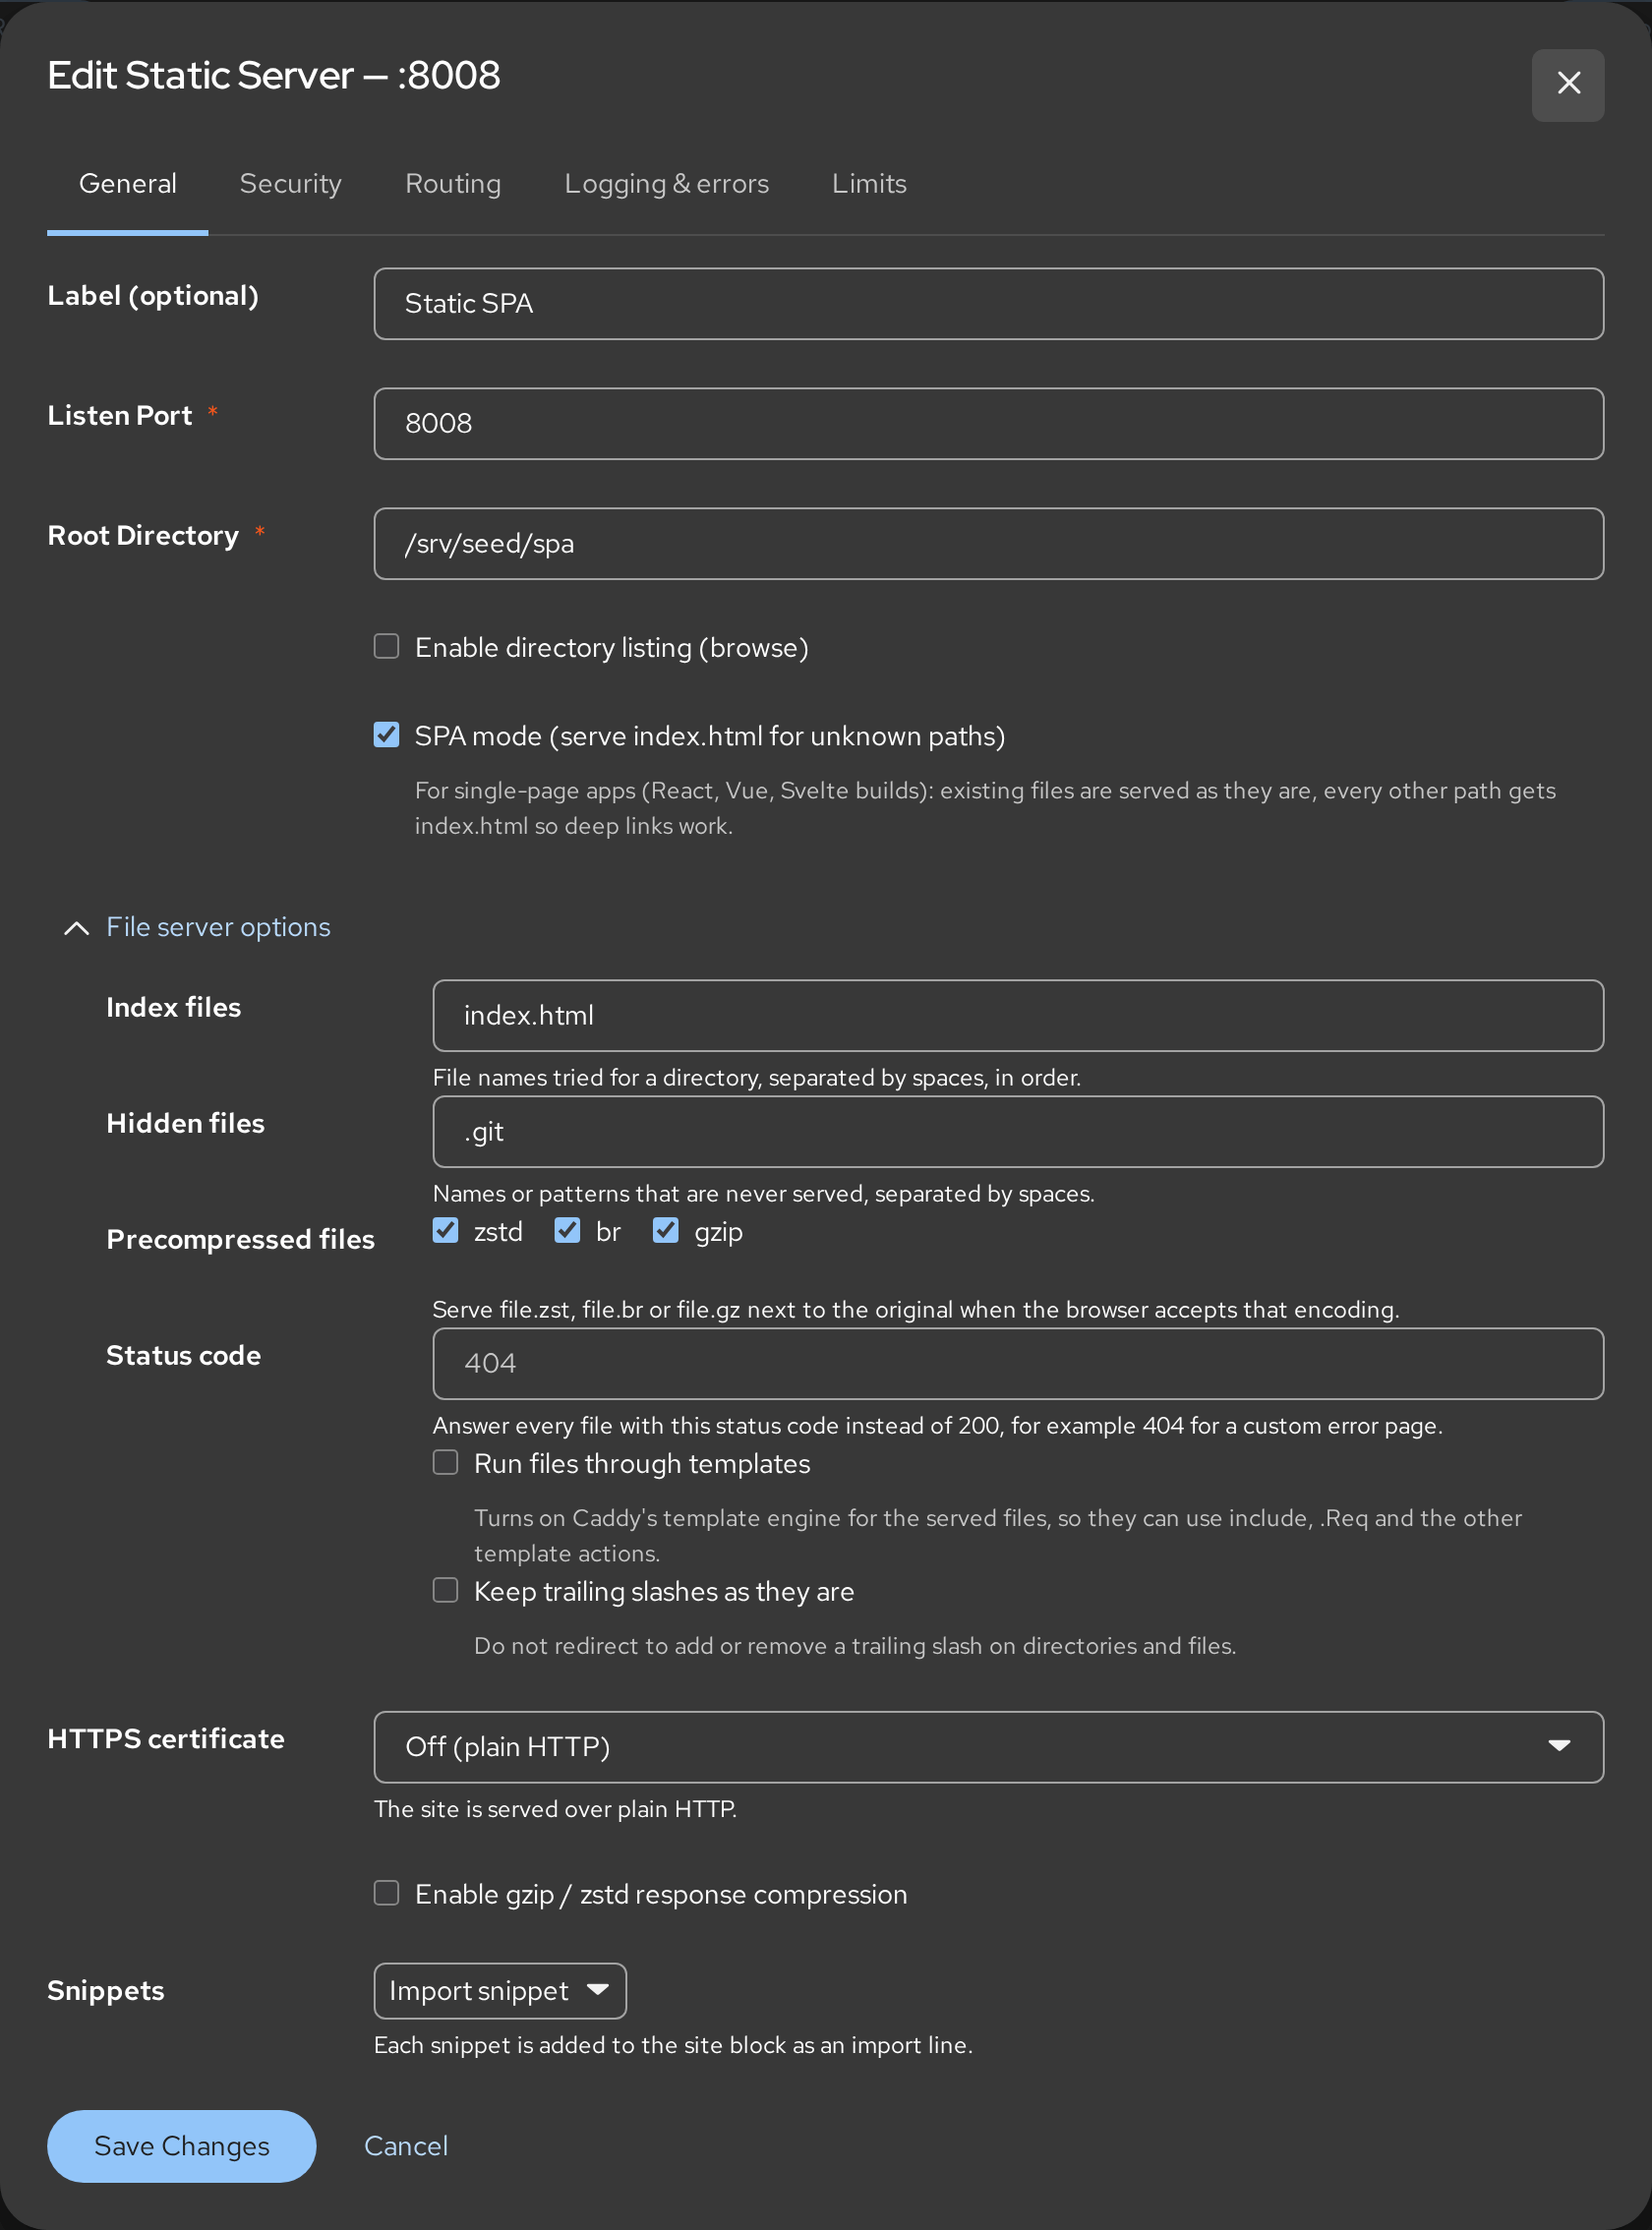 Edit Static Server – :8008
General Security Routing Logging & errors Limits
Label (optional)
Static SPA
Listen Port *
8008
Root Directory *
/srv/seed/spa
Enable directory listing (browse)
SPA mode (serve index.html for unknown paths)
For single-page apps (React, Vue, Svelte builds): existing files are served as they are, every other path gets
index.html so deep links work.
File server options
Index files
index.html
File names tried for a directory, separated by spaces, in order.
Hidden files
.git
Names or patterns that are never served, separated by spaces.
Precompressed files
zstd br gzip
Serve file.zst, file.br or file.gz next to the original when the browser accepts that encoding.
Status code
404
Answer every file with this status code instead of 200, for example 404 for a custom error page.
Run files through templates
Turns on Caddy's template engine for the served files, so they can use include, .Req and the other
template actions.
Keep trailing slashes as they are
Do not redirect to add or remove a trailing slash on directories and files.
HTTPS certificate
Off (plain HTTP)
The site is served over plain HTTP.
Enable gzip / zstd response compression
Snippets
Import snippet
Each snippet is added to the site block as an import line.
Save Changes Cancel